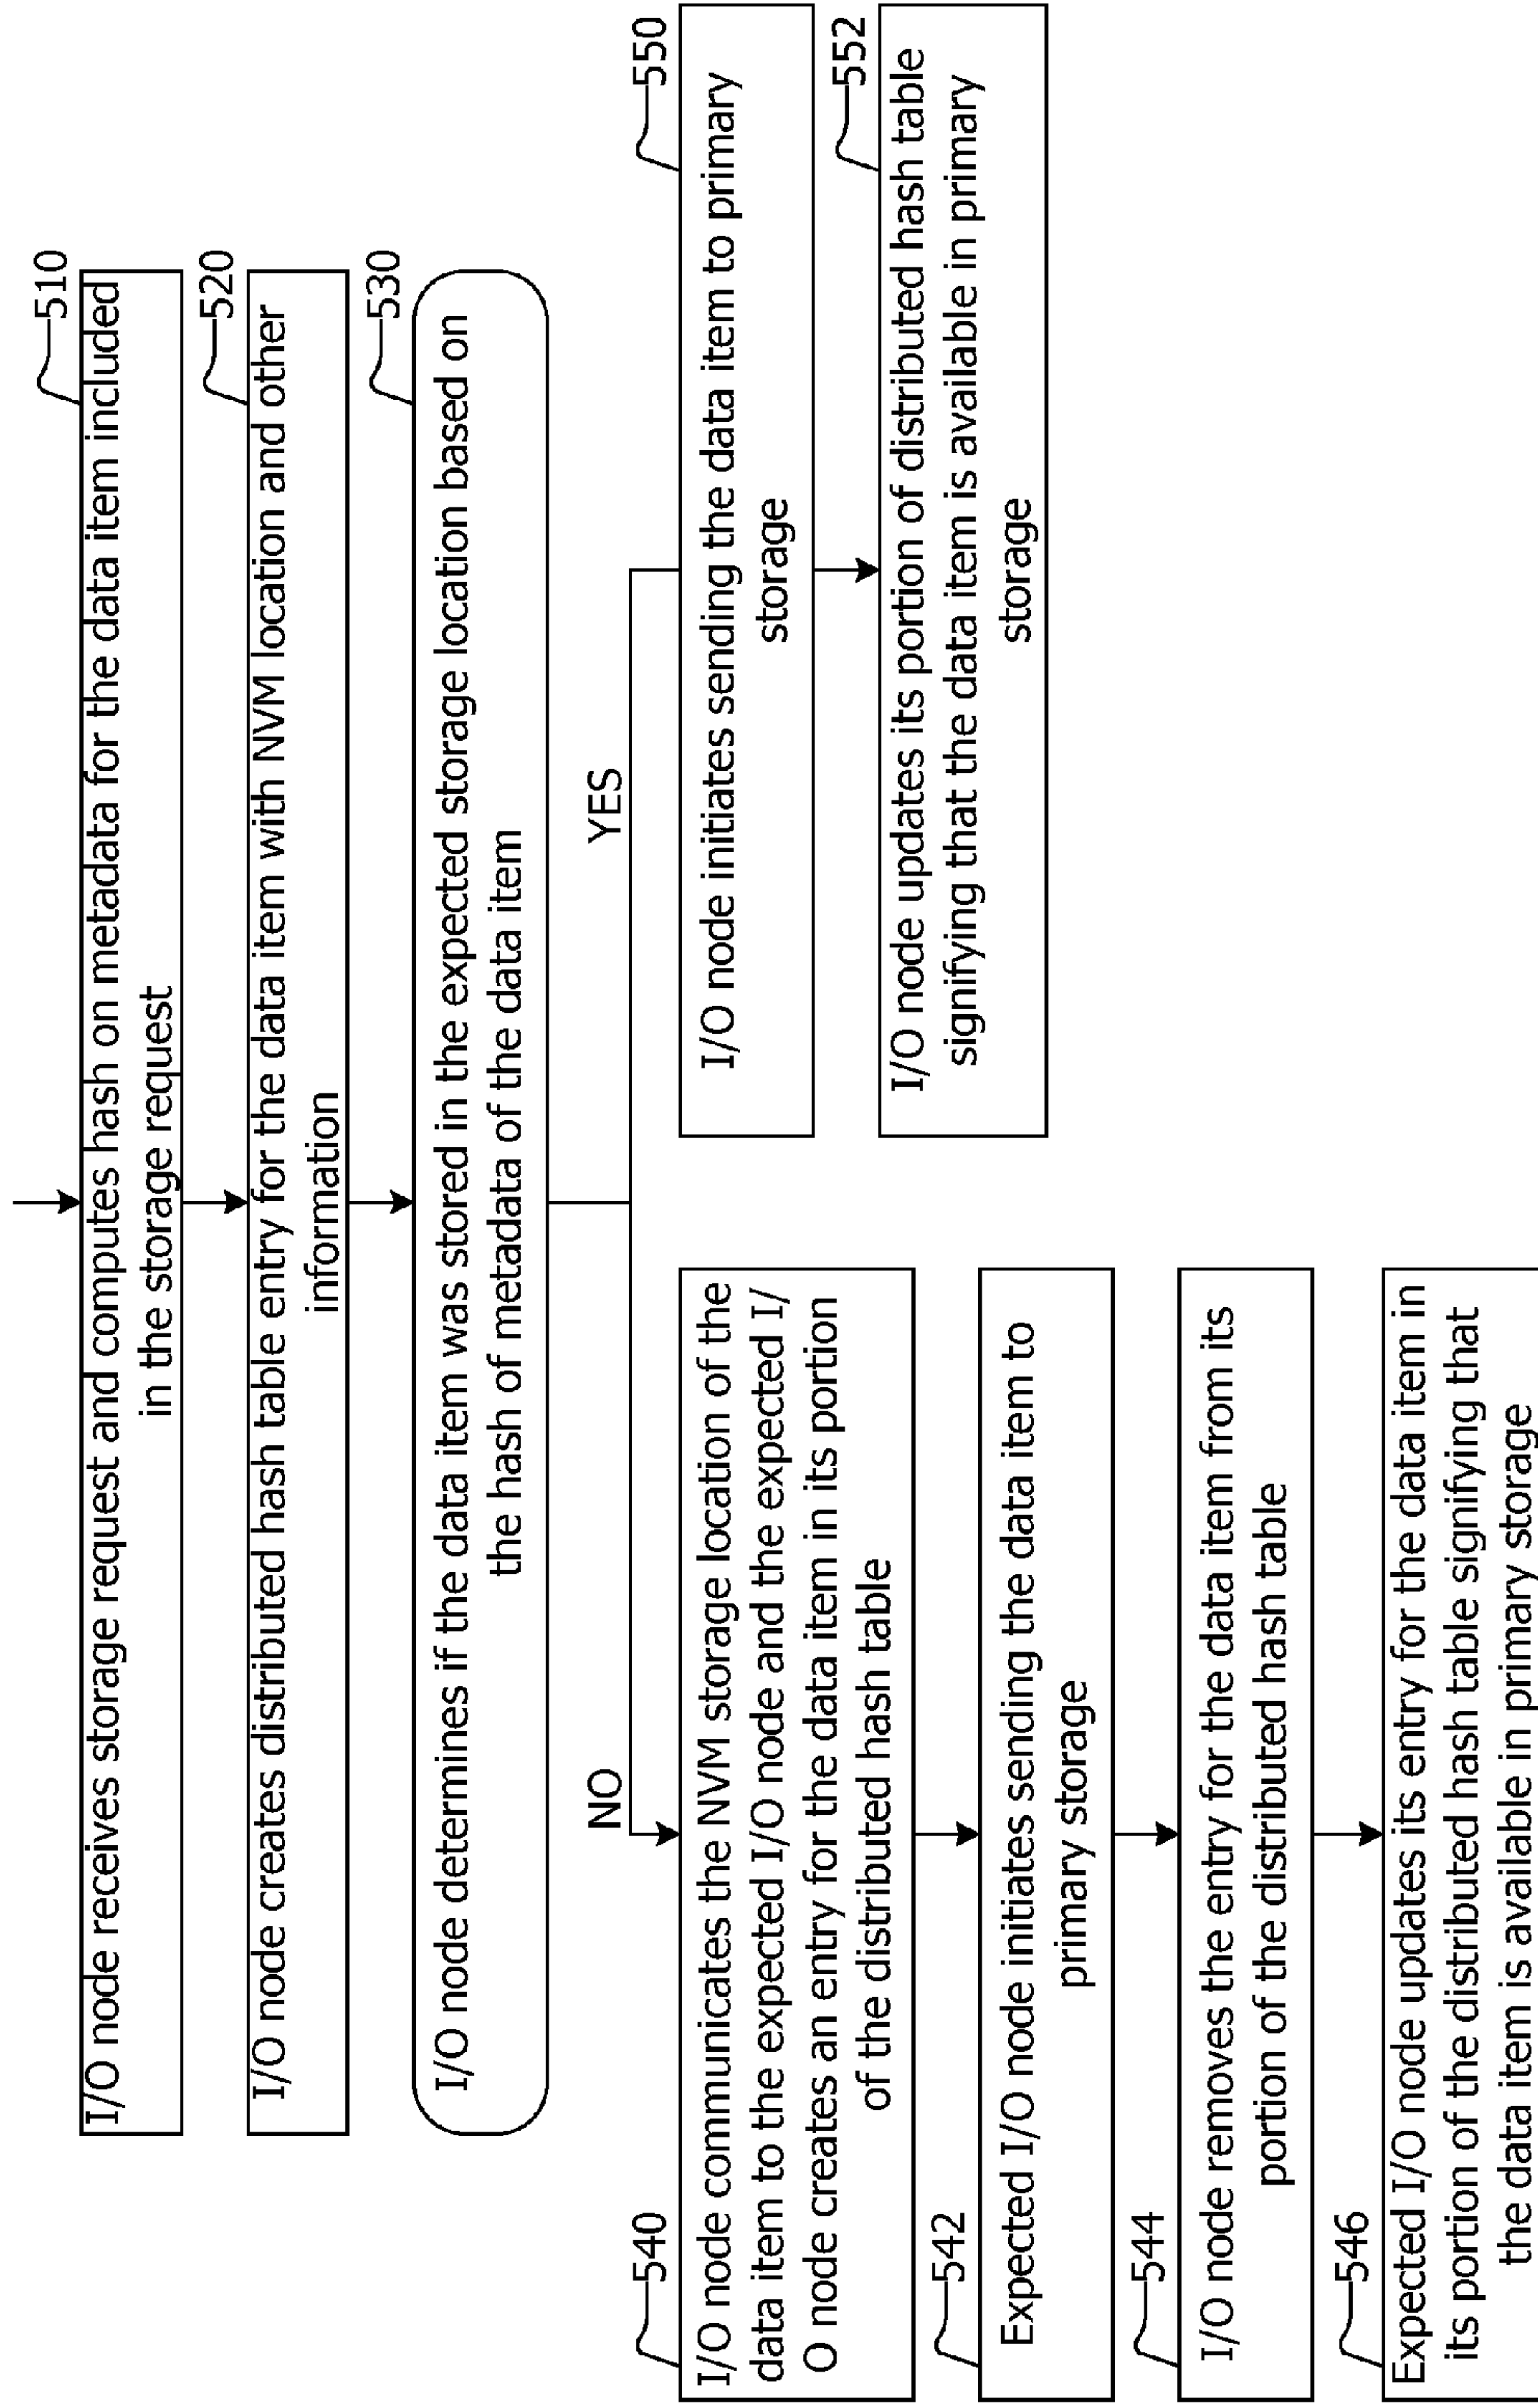 510
I/O node receives storage request and computes hash on metadata for the data item included
in the storage request
520
I/O node creates distributed hash table entry for the data item with NVM location and other
information
530
I/O node determines if the data item was stored in the expected storage location based on
the hash of metadata of the data item
NO
YES
540
I/O node communicates the NVM storage location of the
data item to the expected I/O node and the expected I/
O node creates an entry for the data item in its portion
of the distributed hash table
542
Expected I/O node initiates sending the data item to
primary storage
544
I/O node removes the entry for the data item from its
portion of the distributed hash table
546
Expected I/O node updates its entry for the data item in
its portion of the distributed hash table signifying that
the data item is available in primary storage
550
I/O node initiates sending the data item to primary
storage
552
I/O node updates its portion of distributed hash table
signifying that the data item is available in primary
storage